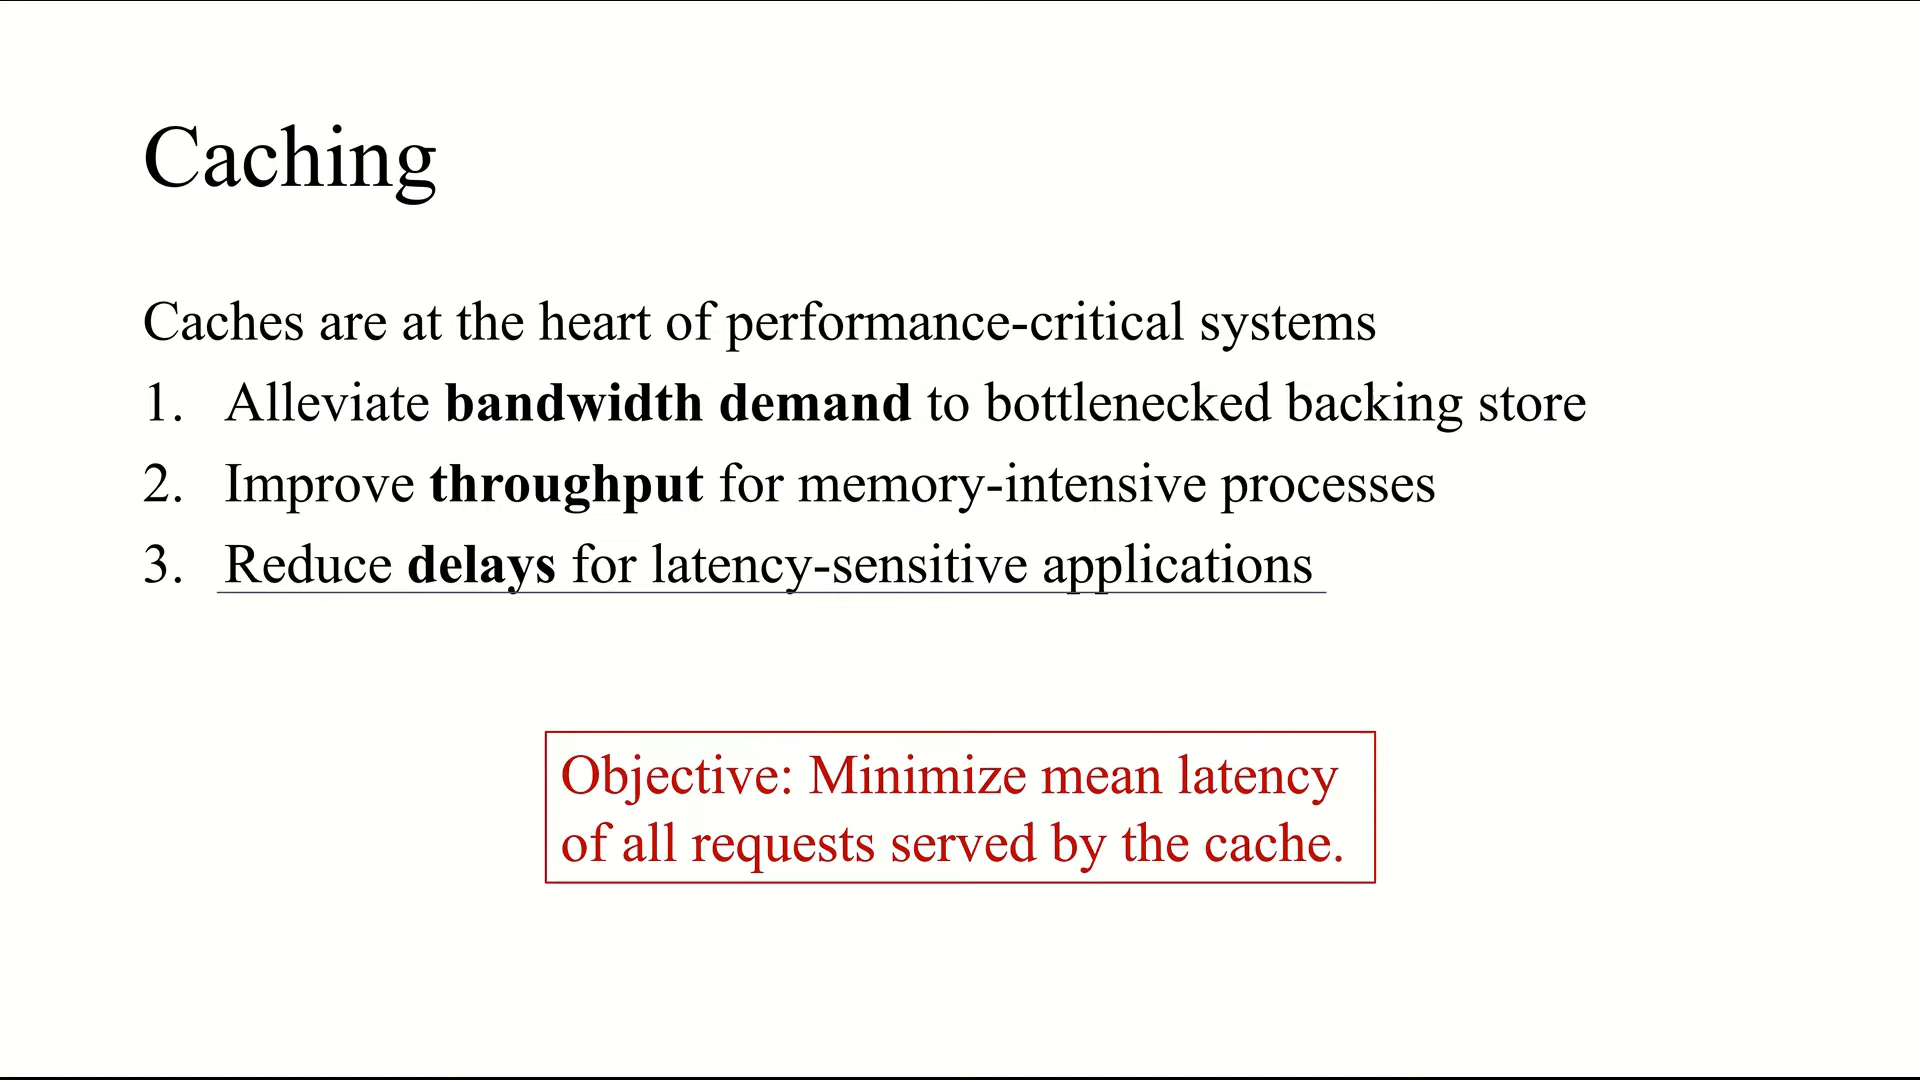 Caching
Caches are at the heart of performance-critical systems
1. Alleviate bandwidth demand to bottlenecked backing store
2. Improve throughput for memory-intensive processes
3. Reduce delays for latency-sensitive applications
Objective: Minimize mean latency
of all requests served by the cache.